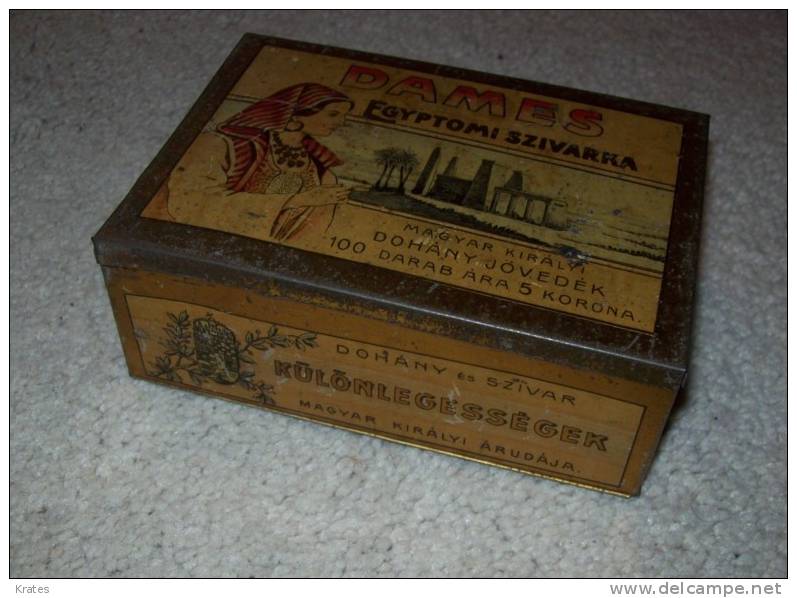 DAMES
EGYPTOMI SZIVARKA
MAGYAR KIRÁLYI
DOHÁNY-JÖVEDÉK
100 DARAB ÁRA 5 KORONA.
DOHÁNY és SZIVAR
KÜLÖNLEGESSÉGEK
MAGYAR KIRÁLYI ÁRUDÁJA.
Krates
delcampe.net